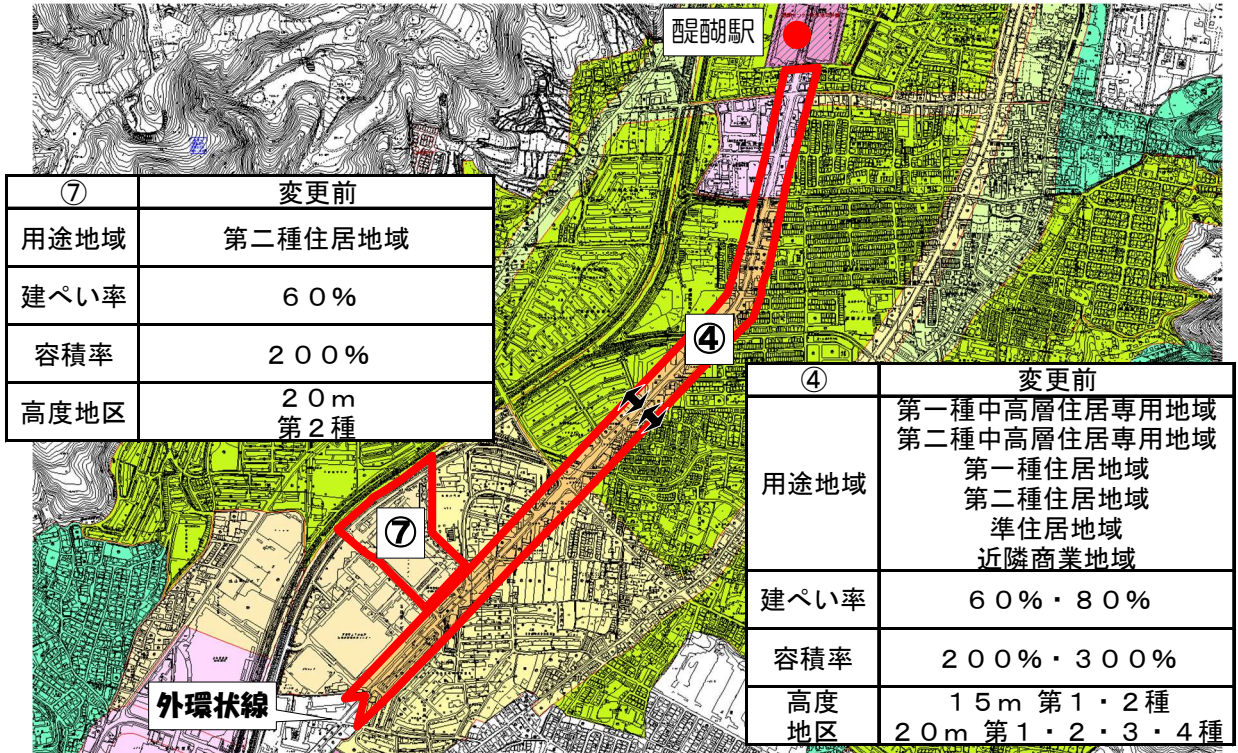 醍醐駅
⑦ 変更前
用途地域 第二種住居地域
建ぺい率 ６０％
容積率 ２００％
高度地区 ２０ｍ
第２種
④
④ 変更前
用途地域 第一種中高層住居専用地域
第二種中高層住居専用地域
第一種住居地域
第二種住居地域
準住居地域
近隣商業地域
建ぺい率 ６０％・８０％
容積率 ２００％・３００％
高度
地区
１５ｍ 第１・２種
２０ｍ 第１・２・３・４種
⑦
外環状線